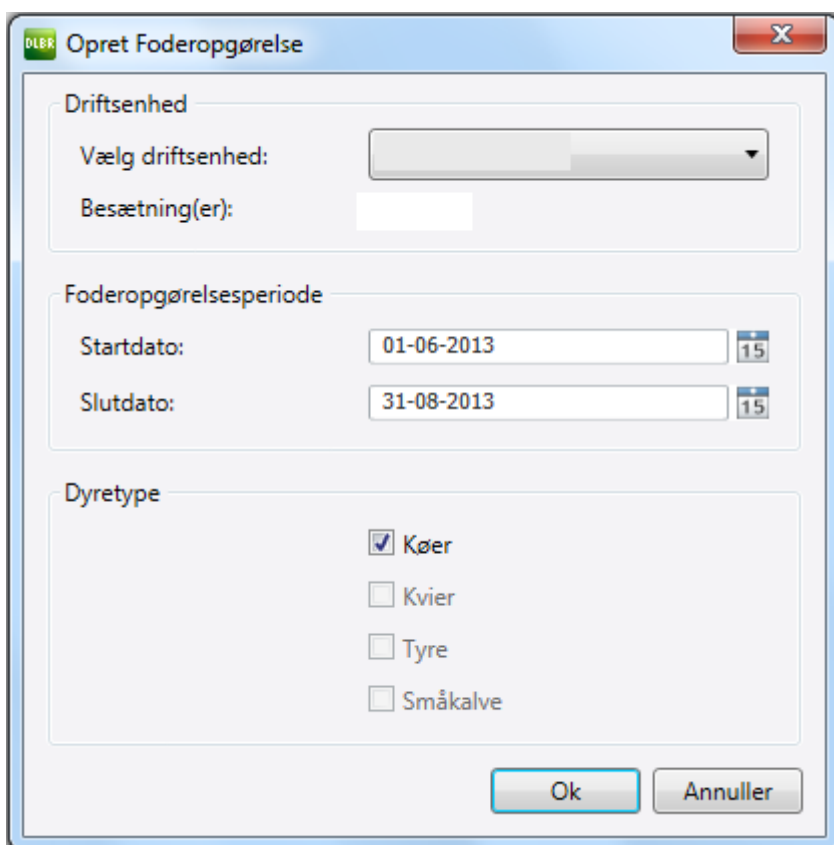 DLBR Opret Foderopgørelse
Driftsenhed
Vælg driftsenhed:
Besætning(er):
Foderopgørelsesperiode
Startdato: 01-06-2013 15
Slutdato: 31-08-2013 15
Dyretype
Køer
Kvier
Tyre
Småkalve
Ok Annuller